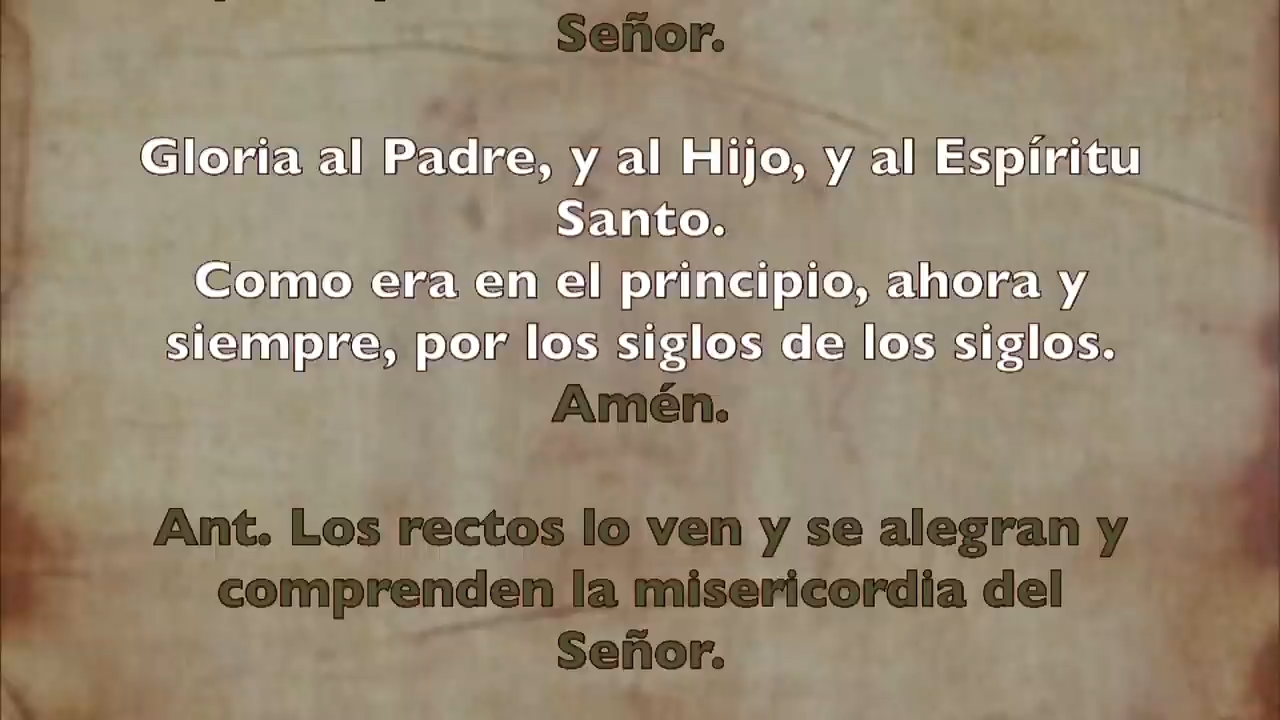 Señor.
Gloria al Padre, y al Hijo, y al Espíritu
Santo.
Como era en el principio, ahora y
siempre, por los siglos de los siglos.
Amén.
Ant. Los rectos lo ven y se alegran y
comprenden la misericordia del
Señor.